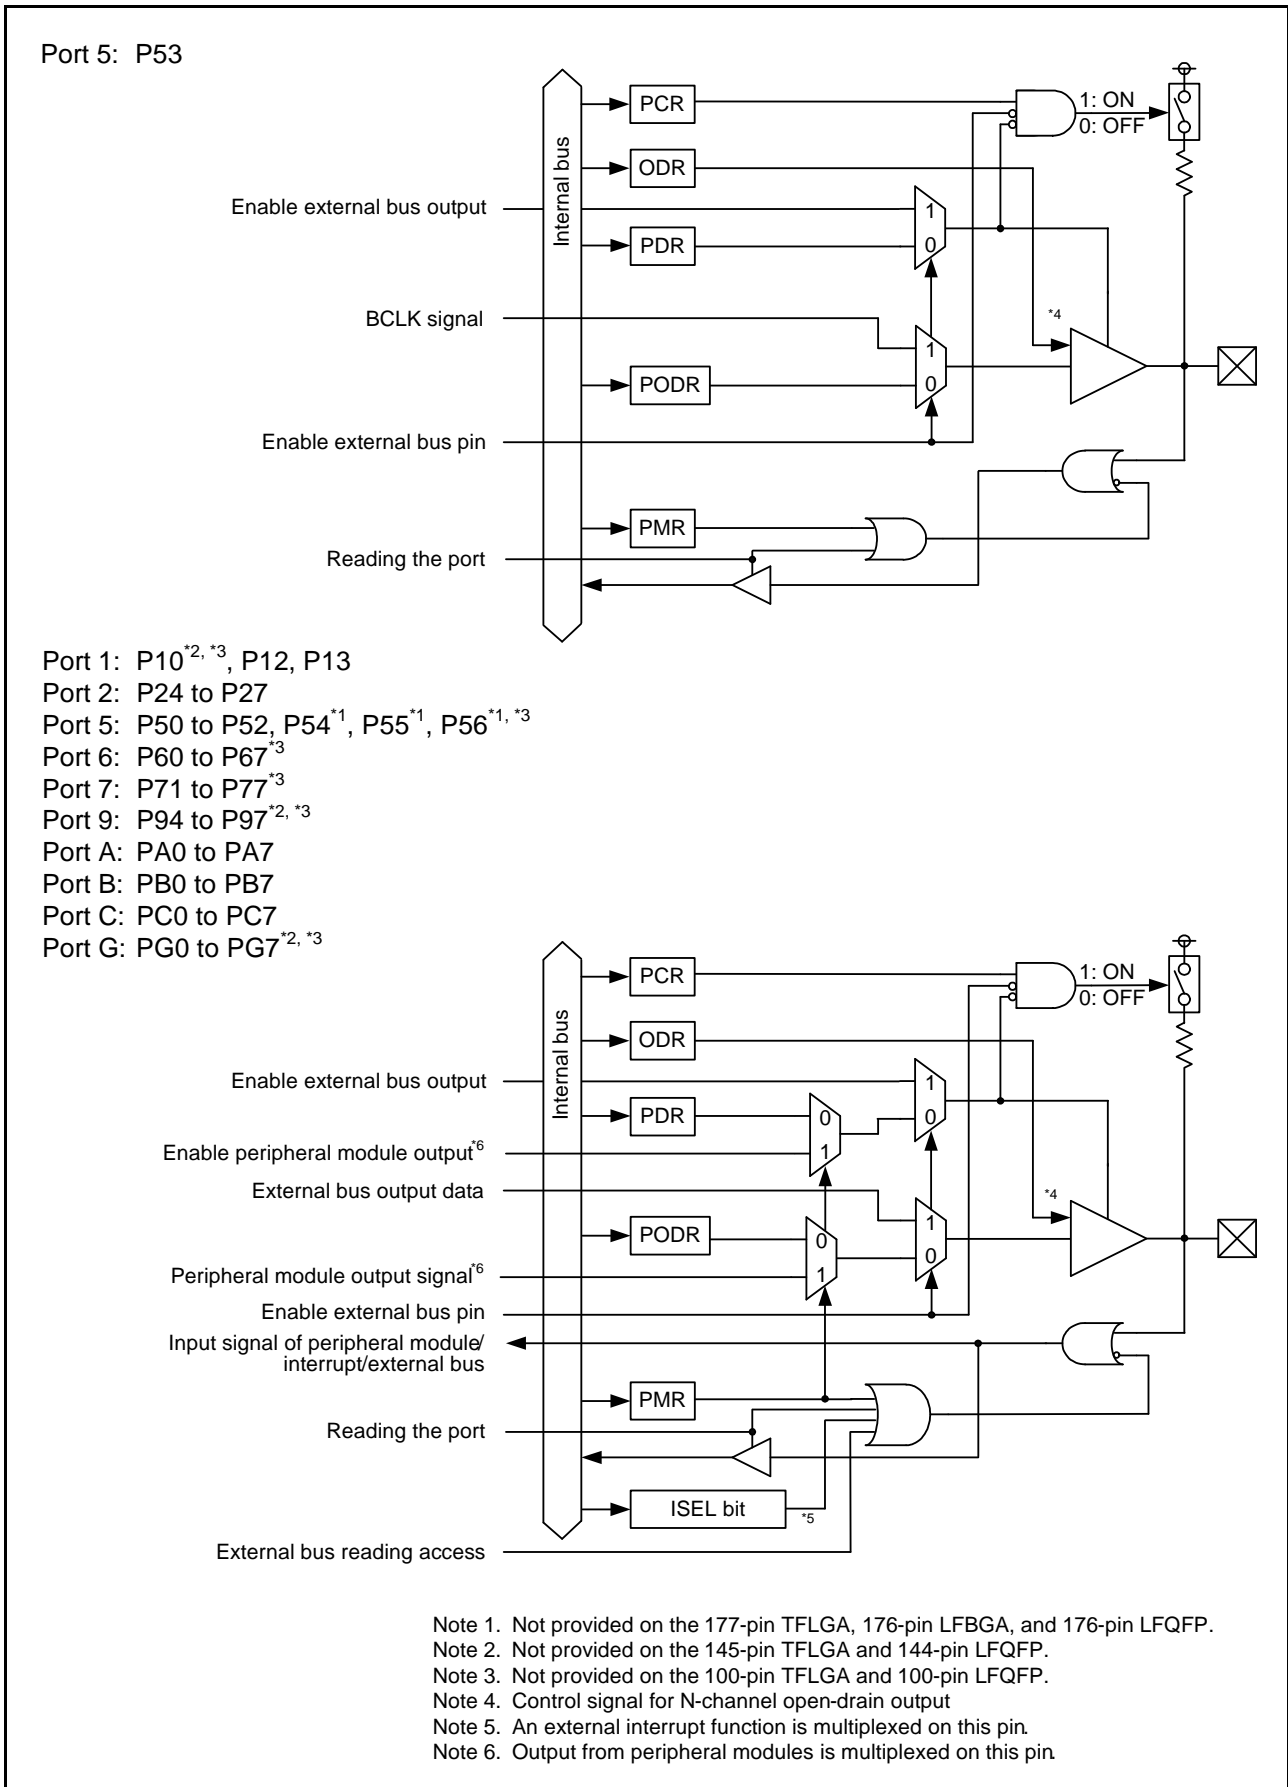 Port 5: P53
PCR
1: ON
0: OFF
Internal bus
ODR
Enable external bus output
1
PDR
0
BCLK signal
*4
1
PODR
0
Enable external bus pin
PMR
Reading the port
Port 1: P10*2, *3, P12, P13
Port 2: P24 to P27
Port 5: P50 to P52, P54*1, P55*1, P56*1, *3
Port 6: P60 to P67*3
Port 7: P71 to P77*3
Port 9: P94 to P97*2, *3
Port A: PA0 to PA7
Port B: PB0 to PB7
Port C: PC0 to PC7
Port G: PG0 to PG7*2, *3
PCR
1: ON
0: OFF
Internal bus
ODR
Enable external bus output
1
PDR
0
0
Enable peripheral module output*6
1
External bus output data
*4
1
PODR
0
0
Peripheral module output signal*6
1
Enable external bus pin
Input signal of peripheral module/
interrupt/external bus
PMR
Reading the port
ISEL bit
*5
External bus reading access
Note 1. Not provided on the 177-pin TFLGA, 176-pin LFBGA, and 176-pin LFQFP.
Note 2. Not provided on the 145-pin TFLGA and 144-pin LFQFP.
Note 3. Not provided on the 100-pin TFLGA and 100-pin LFQFP.
Note 4. Control signal for N-channel open-drain output
Note 5. An external interrupt function is multiplexed on this pin.
Note 6. Output from peripheral modules is multiplexed on this pin.